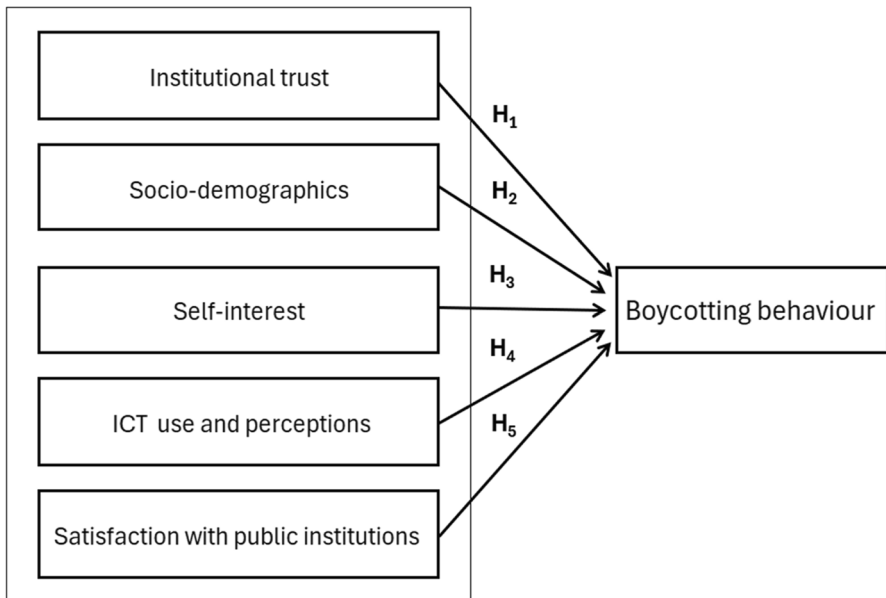 Institutional trust
H₁
Socio-demographics
H₂
Self-interest
H₃
Boycotting behaviour
ICT use and perceptions
H₄
Satisfaction with public institutions
H₅